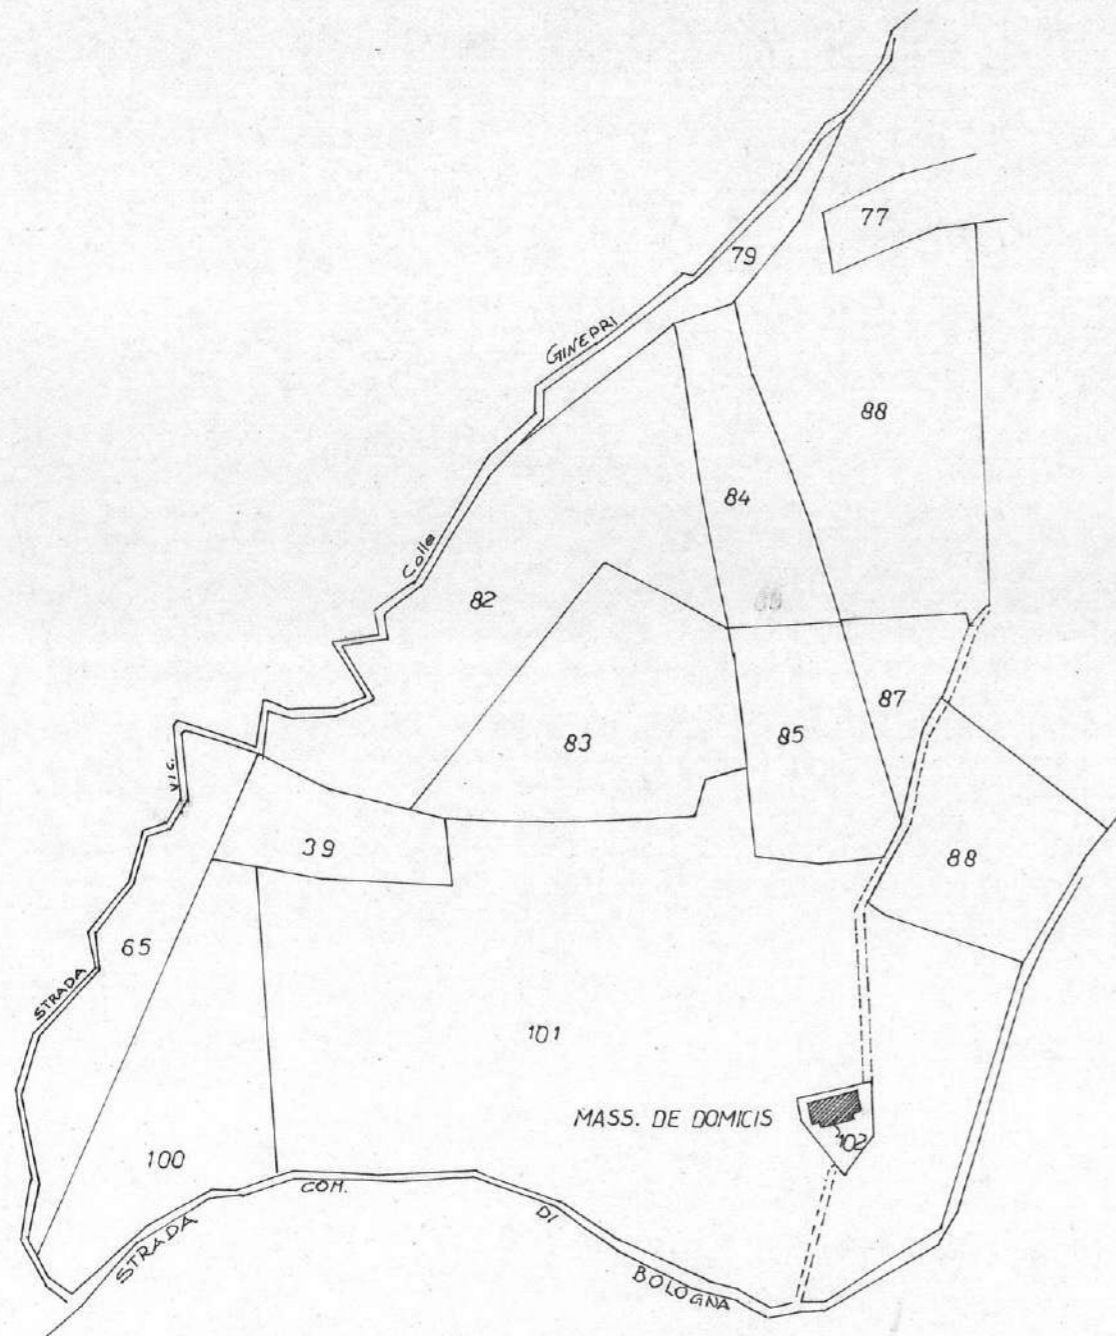 77
79
GINEPRI
88
84
Colle
82
87
85
83
VIC.
39
88
65
STRADA
101
MASS. DE DOMICIS
102
100
COM.
STRADA
DI
BOLOGNA